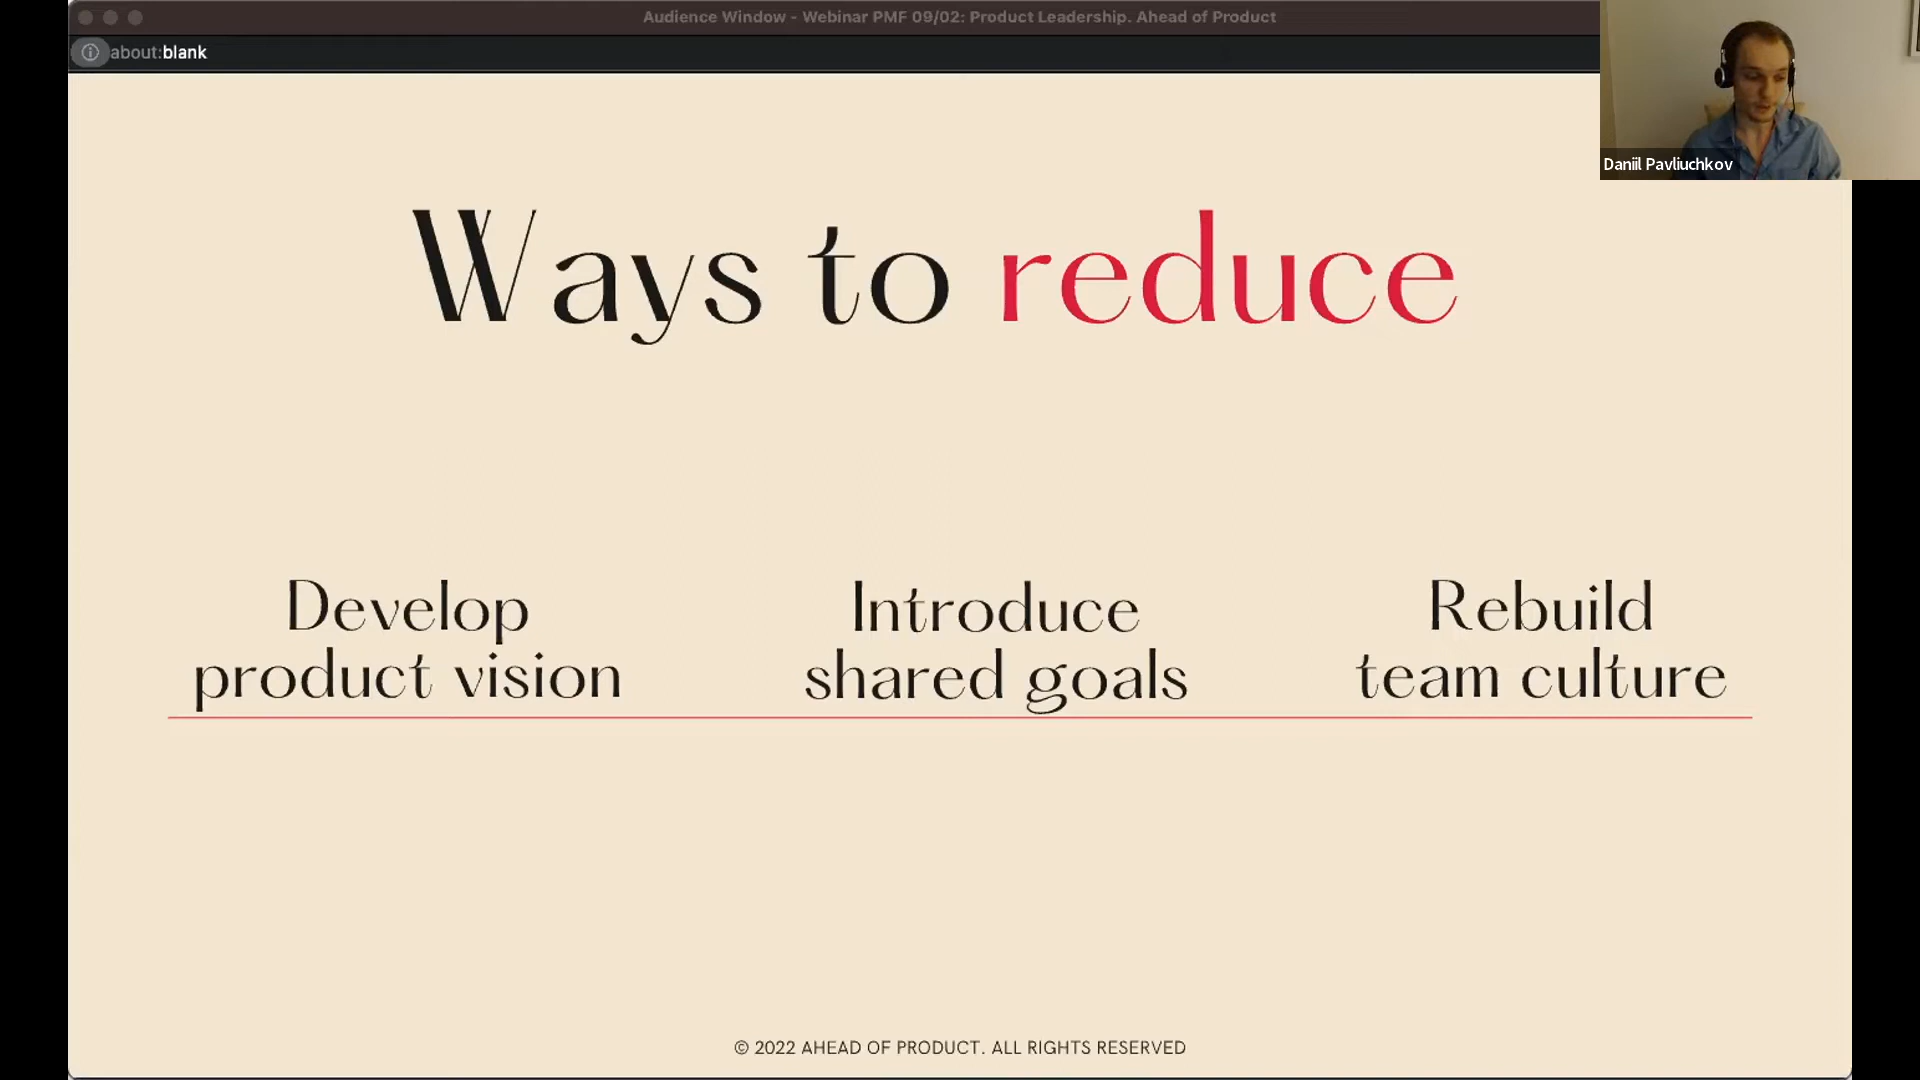 Audience Window - Webinar PMF 09/02: Product Leadership. Ahead of Product
about:blank
Daniil Pavliuchkov
Ways to reduce
Develop
product vision
Introduce
shared goals
Rebuild
team culture
© 2022 AHEAD OF PRODUCT. ALL RIGHTS RESERVED